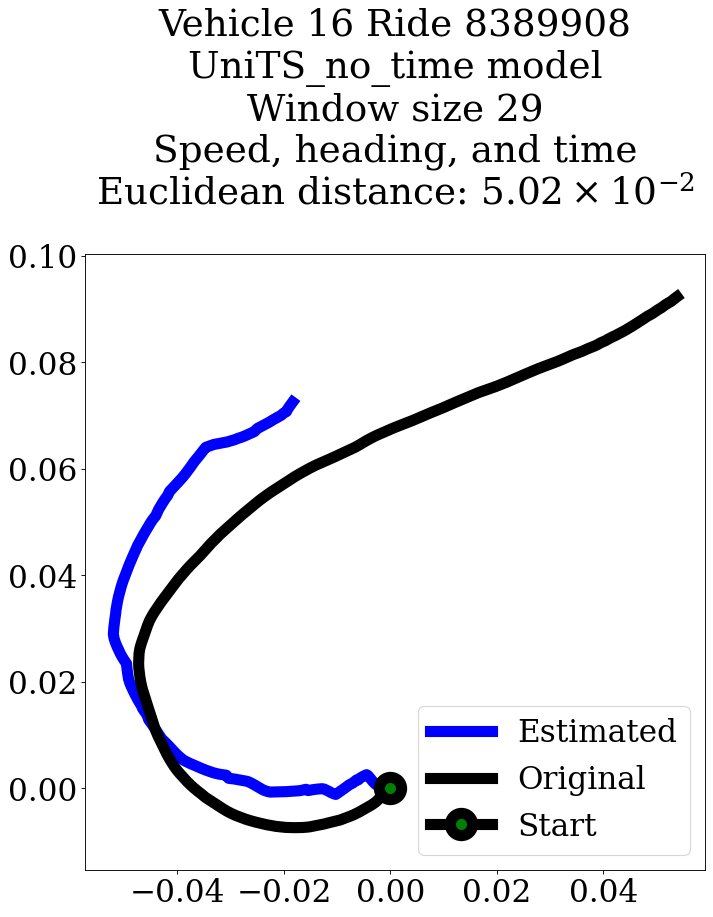 Vehicle 16 Ride 8389908
UniTS_no_time model
Window size 29
Speed, heading, and time
Euclidean distance: 5.02 × 10⁻²
0.10
0.08
0.06
0.04
0.02
0.00
Estimated
Original
Start
−0.04 −0.02 0.00 0.02 0.04